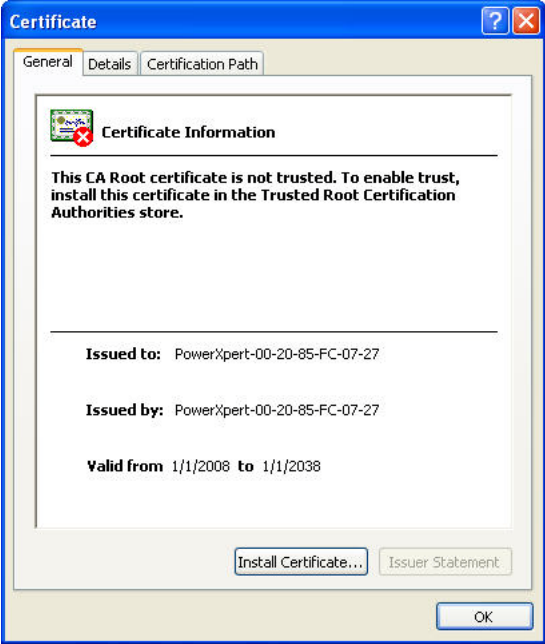 Certificate
General Details Certification Path
Certificate Information
This CA Root certificate is not trusted. To enable trust,
install this certificate in the Trusted Root Certification
Authorities store.
Issued to: PowerXpert-00-20-85-FC-07-27
Issued by: PowerXpert-00-20-85-FC-07-27
Valid from 1/1/2008 to 1/1/2038
Install Certificate... Issuer Statement
OK